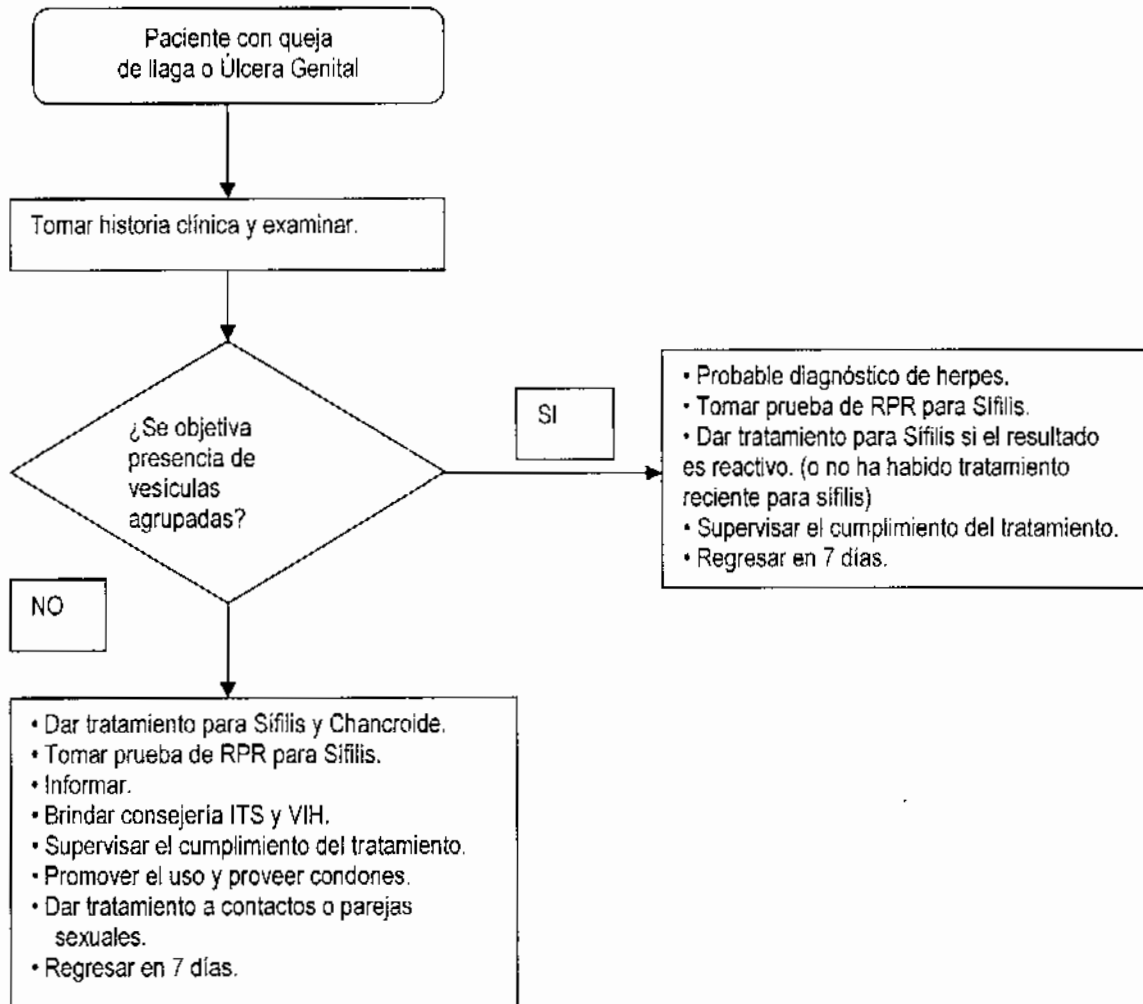 Paciente con queja
de llaga o Úlcera Genital
Tomar historia clínica y examinar.
¿Se objetiva
presencia de
vesículas
agrupadas?
SI
• Probable diagnóstico de herpes.
• Tomar prueba de RPR para Sífilis.
• Dar tratamiento para Sífilis si el resultado
es reactivo. (o no ha habido tratamiento
reciente para sífilis)
• Supervisar el cumplimiento del tratamiento.
• Regresar en 7 días.
NO
• Dar tratamiento para Sífilis y Chancroide.
• Tomar prueba de RPR para Sífilis.
• Informar.
• Brindar consejería ITS y VIH.
• Supervisar el cumplimiento del tratamiento.
• Promover el uso y proveer condones.
• Dar tratamiento a contactos o parejas
sexuales.
• Regresar en 7 días.